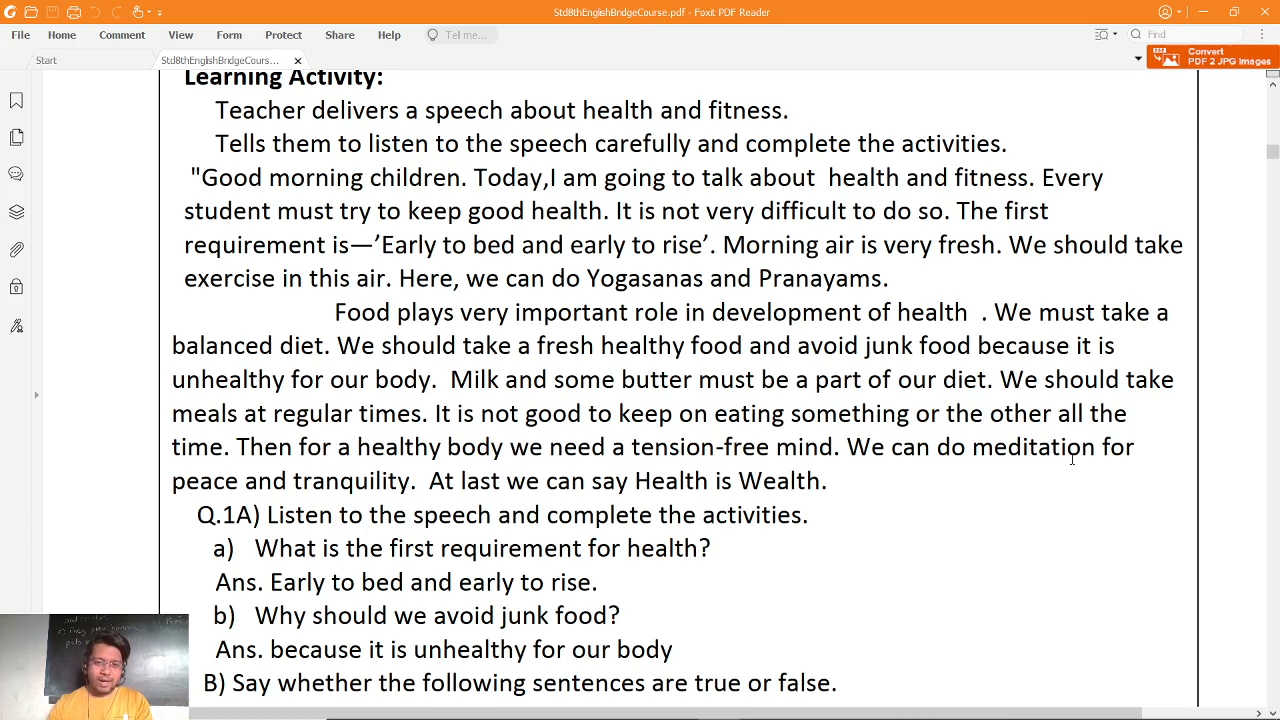 Std8thEnglishBridgeCourse.pdf - Foxit PDF Reader
File Home Comment View Form Protect Share Help Tell me... Find
Start Std8thEnglishBridgeCours...
Convert
PDF 2 JPG Images
Learning Activity:
Teacher delivers a speech about health and fitness.
Tells them to listen to the speech carefully and complete the activities.
"Good morning children. Today,I am going to talk about  health and fitness. Every
student must try to keep good health. It is not very difficult to do so. The first
requirement is—’Early to bed and early to rise’. Morning air is very fresh. We should take
exercise in this air. Here, we can do Yogasanas and Pranayams.
Food plays very important role in development of health  . We must take a
balanced diet. We should take a fresh healthy food and avoid junk food because it is
unhealthy for our body.  Milk and some butter must be a part of our diet. We should take
meals at regular times. It is not good to keep on eating something or the other all the
time. Then for a healthy body we need a tension-free mind. We can do meditation for
peace and tranquility.  At last we can say Health is Wealth.
Q.1A) Listen to the speech and complete the activities.
a) What is the first requirement for health?
Ans. Early to bed and early to rise.
b) Why should we avoid junk food?
Ans. because it is unhealthy for our body
B) Say whether the following sentences are true or false.